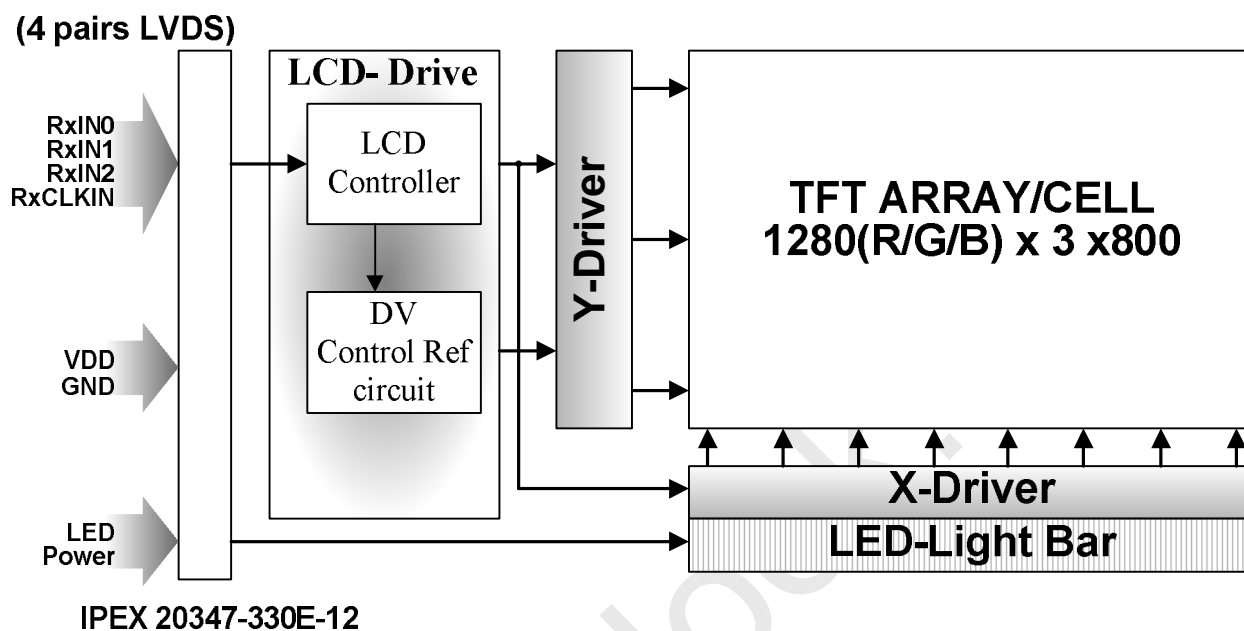 (4 pairs LVDS)
RxIN0
RxIN1
RxIN2
RxCLKIN
VDD
GND
LED
Power
IPEX 20347-330E-12
LCD- Drive
LCD
Controller
DV
Control Ref
circuit
Y-Driver
TFT ARRAY/CELL
1280(R/G/B) x 3 x800
X-Driver
LED-Light Bar